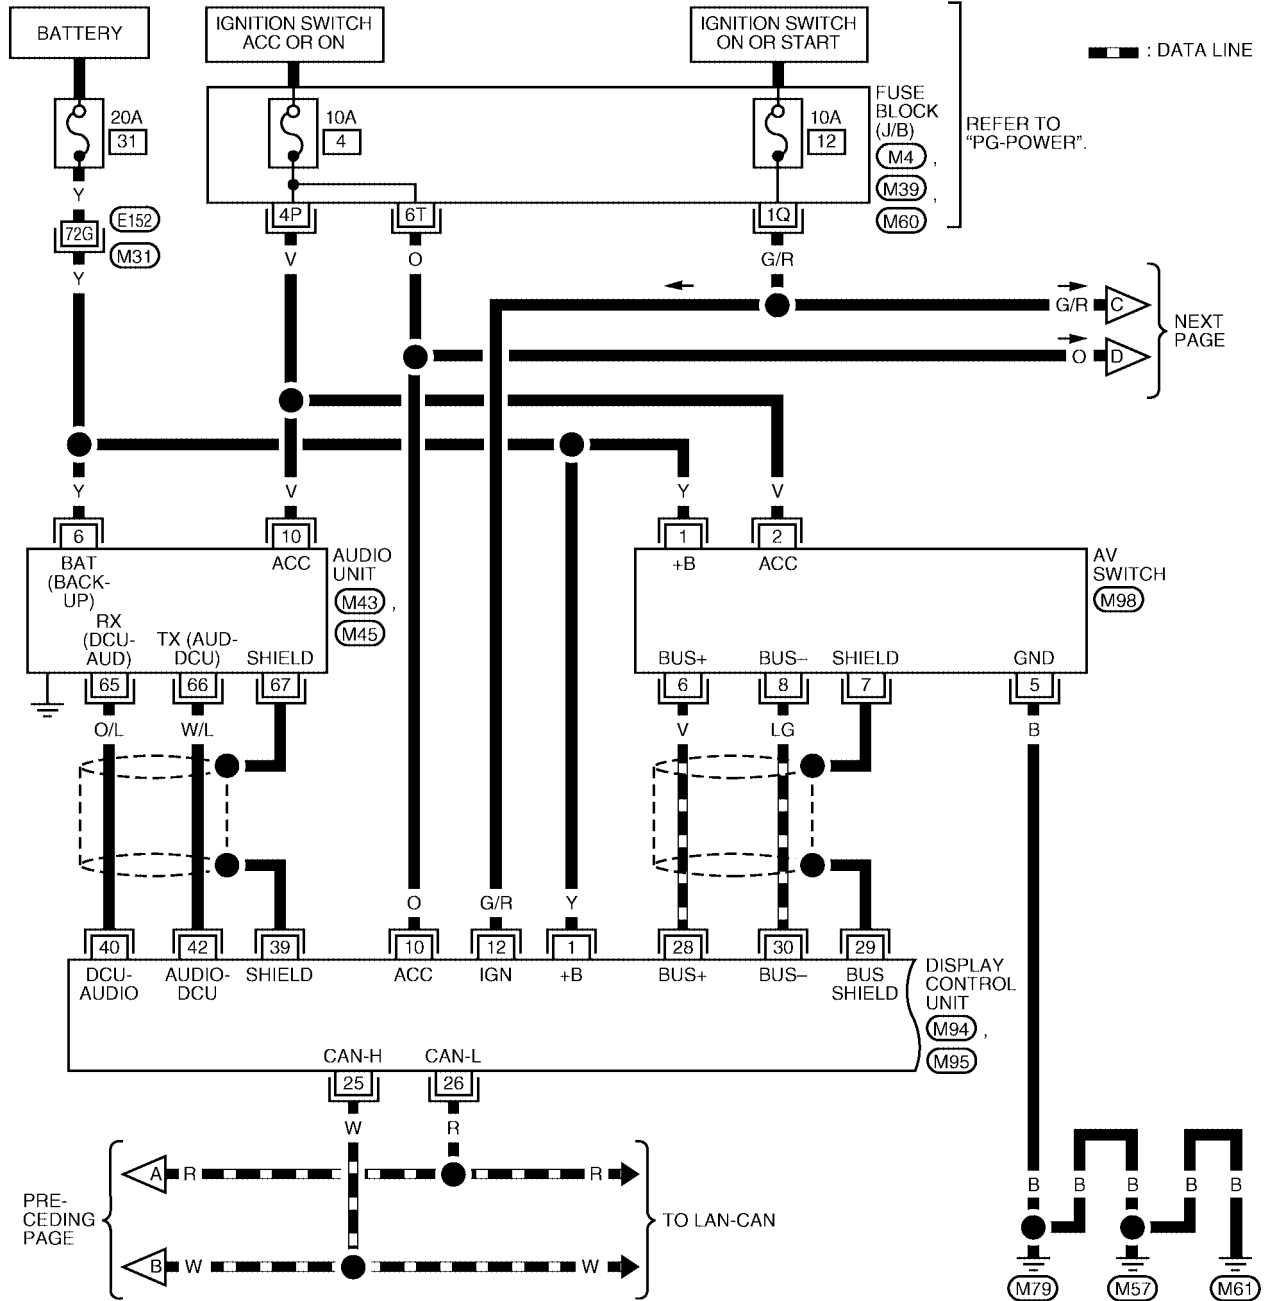 BATTERY
IGNITION SWITCH
ACC OR ON
IGNITION SWITCH
ON OR START
: DATA LINE
20A
31
10A
4
10A
12
FUSE
BLOCK
(J/B)
M4 ,
M39 ,
M60
REFER TO
"PG-POWER".
Y
72G
E152
M31
Y
4P
6T
1Q
V
O
G/R
G/R
C
O
D
NEXT
PAGE
Y
V
Y
V
6
10
1
2
BAT
(BACK-
UP)
ACC
AUDIO
UNIT
M43 ,
M45
+B
ACC
AV
SWITCH
M98
RX
(DCU-
AUD)
TX (AUD-
DCU)
SHIELD
BUS+
BUS–
SHIELD
GND
65
66
67
6
8
7
5
O/L
W/L
V
LG
B
O
G/R
Y
40
42
39
10
12
1
28
30
29
DCU-
AUDIO
AUDIO-
DCU
SHIELD
ACC
IGN
+B
BUS+
BUS–
BUS
SHIELD
DISPLAY
CONTROL
UNIT
M94 ,
M95
CAN-H
CAN-L
25
26
W
R
PRE-
CEDING
PAGE
A
R
R
B
W
W
TO LAN-CAN
B
B
B
B
B
M79
M57
M61